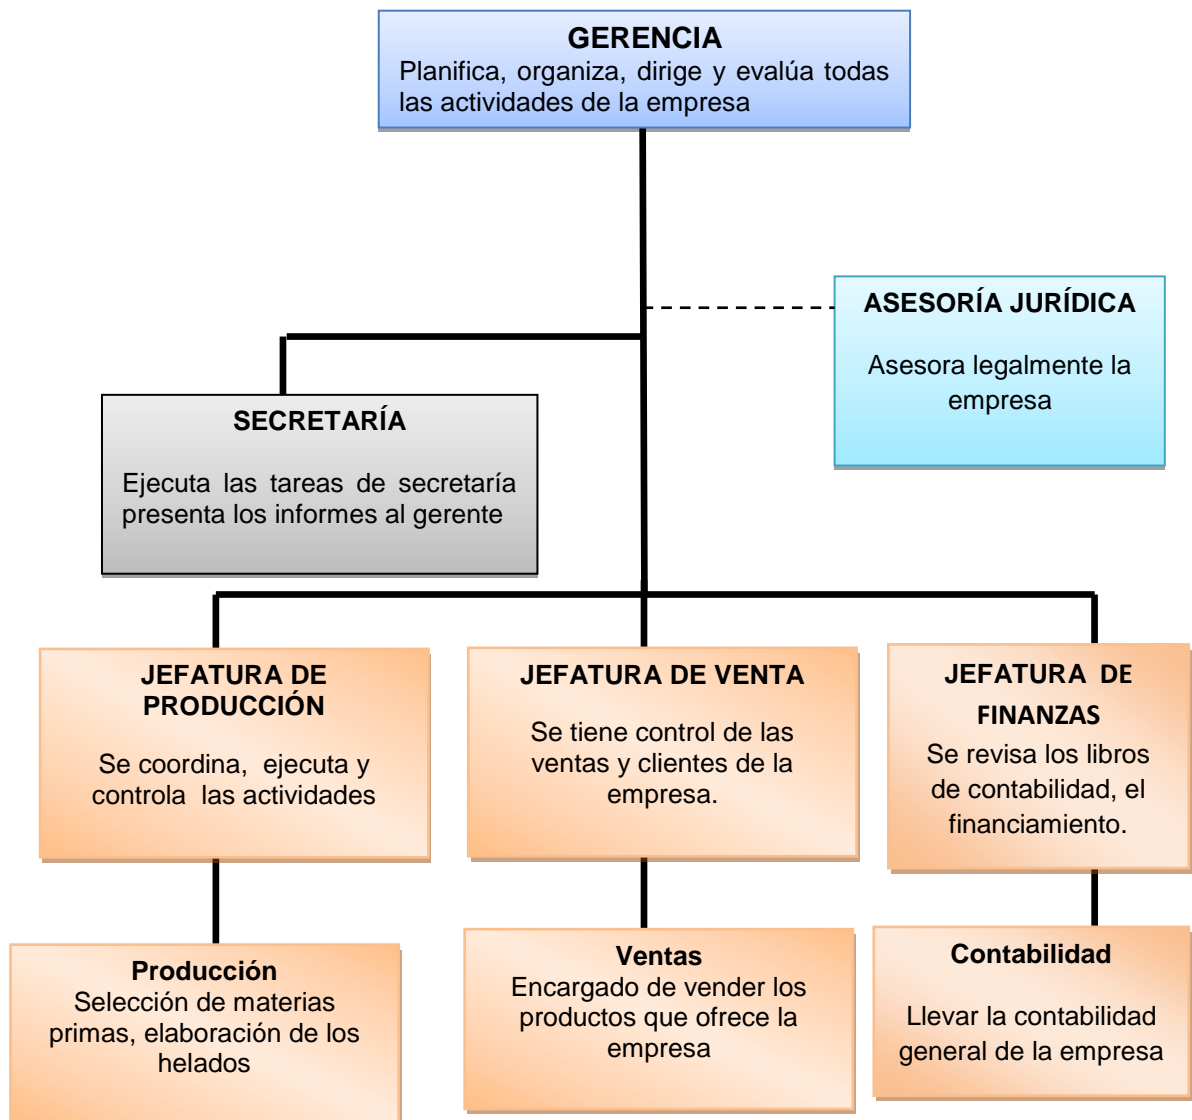 GERENCIA
Planifica, organiza, dirige y evalúa todas
las actividades de la empresa
ASESORÍA JURÍDICA
Asesora legalmente la
empresa
SECRETARÍA
Ejecuta las tareas de secretaría
presenta los informes al gerente
JEFATURA DE
PRODUCCIÓN
Se coordina, ejecuta y
controla las actividades
JEFATURA DE VENTA
Se tiene control de las
ventas y clientes de la
empresa.
JEFATURA DE
FINANZAS
Se revisa los libros
de contabilidad, el
financiamiento.
Producción
Selección de materias
primas, elaboración de los
helados
Ventas
Encargado de vender los
productos que ofrece la
empresa
Contabilidad
Llevar la contabilidad
general de la empresa